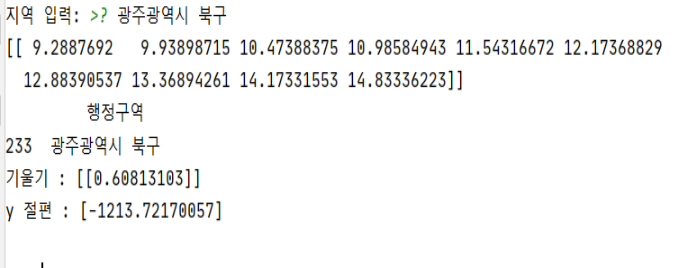 지역 입력: >? 광주광역시 북구
[[ 9.2887692   9.93898715 10.47388375 10.98584943 11.54316672 12.17368829
  12.88390537 13.36894261 14.17331553 14.83336223]]
         행정구역
233  광주광역시 북구
기울기 : [[0.60813103]]
y 절편 : [-1213.72170057]